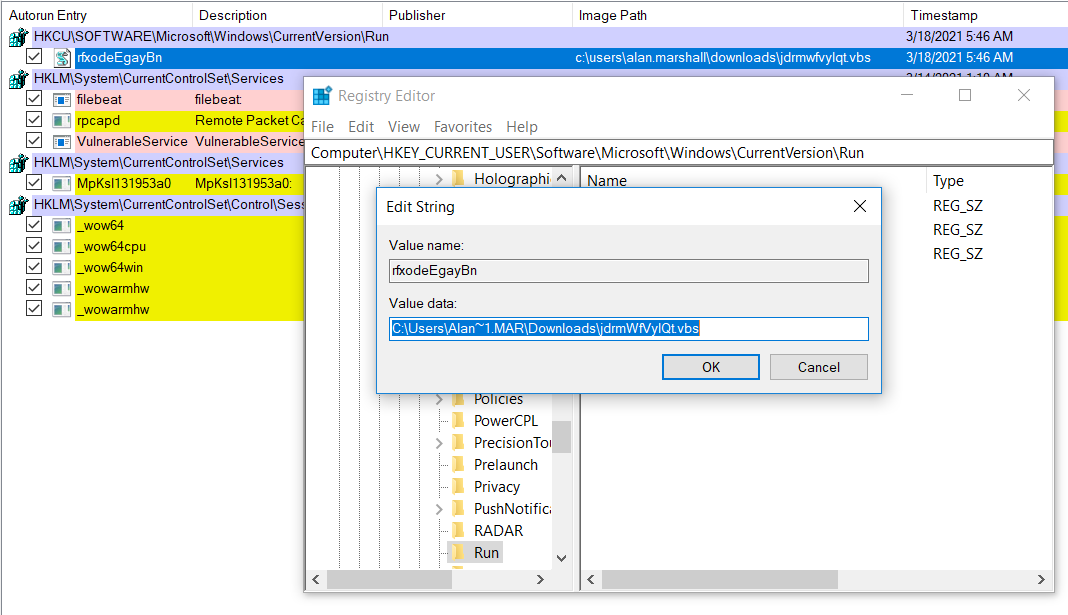 Autorun Entry Description Publisher Image Path Timestamp
HKCU\SOFTWARE\Microsoft\Windows\CurrentVersion\Run 3/18/2021 5:46 AM
rfxodeEgayBn c:\users\alan.marshall\downloads\jdrmwfvylqt.vbs 3/18/2021 5:46 AM
HKLM\System\CurrentControlSet\Services
filebeat filebeat:
rpcapd Remote Packet Ca
VulnerableService VulnerableService
HKLM\System\CurrentControlSet\Services
MpKsl131953a0 MpKsl131953a0:
HKLM\System\CurrentControlSet\Control\Ses
_wow64
_wow64cpu
_wow64win
_wowarmhw
_wowarmhw
Registry Editor
File Edit View Favorites Help
Computer\HKEY_CURRENT_USER\Software\Microsoft\Windows\CurrentVersion\Run
Holographi
Name Type
REG_SZ
REG_SZ
REG_SZ
Edit String
Value name:
rfxodeEgayBn
Value data:
C:\Users\Alan~1.MAR\Downloads\jdrmWfVylQt.vbs
OK Cancel
Policies
PowerCPL
PrecisionTou
Prelaunch
Privacy
PushNotifica
RADAR
Run